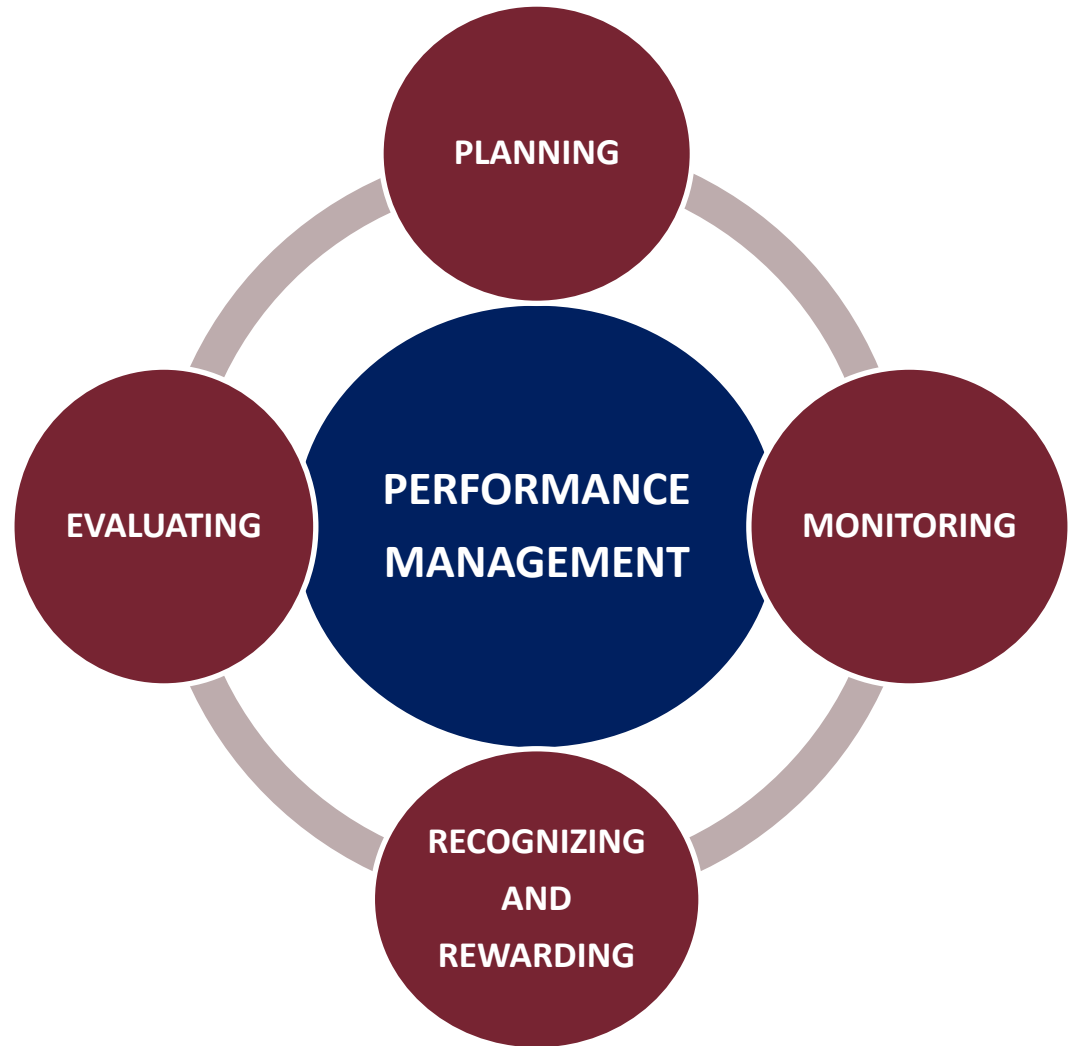 PLANNING
PERFORMANCE
MANAGEMENT
EVALUATING
MONITORING
RECOGNIZING
AND
REWARDING